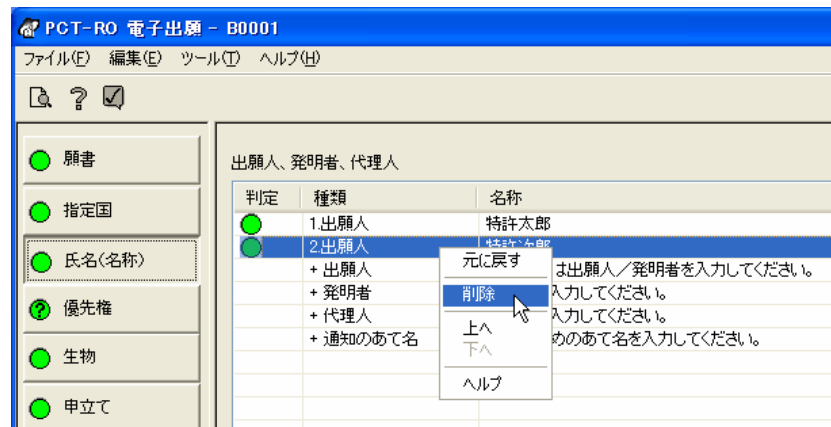 PCT-RO 電子出願 - B0001
ファイル(F) 編集(E) ツール(T) ヘルプ(H)
願書
指定国
氏名(名称)
優先権
生物
申立て
出願人、発明者、代理人
判定 種類 名称
1.出願人 特許太郎
2.出願人 特許次郎
+ 出願人 は出願人／発明者を入力してください。
+ 発明者 入力してください。
+ 代理人 入力してください。
+ 通知のあて名 めのあて名を入力してください。
元に戻す
削除
上へ
下へ
ヘルプ